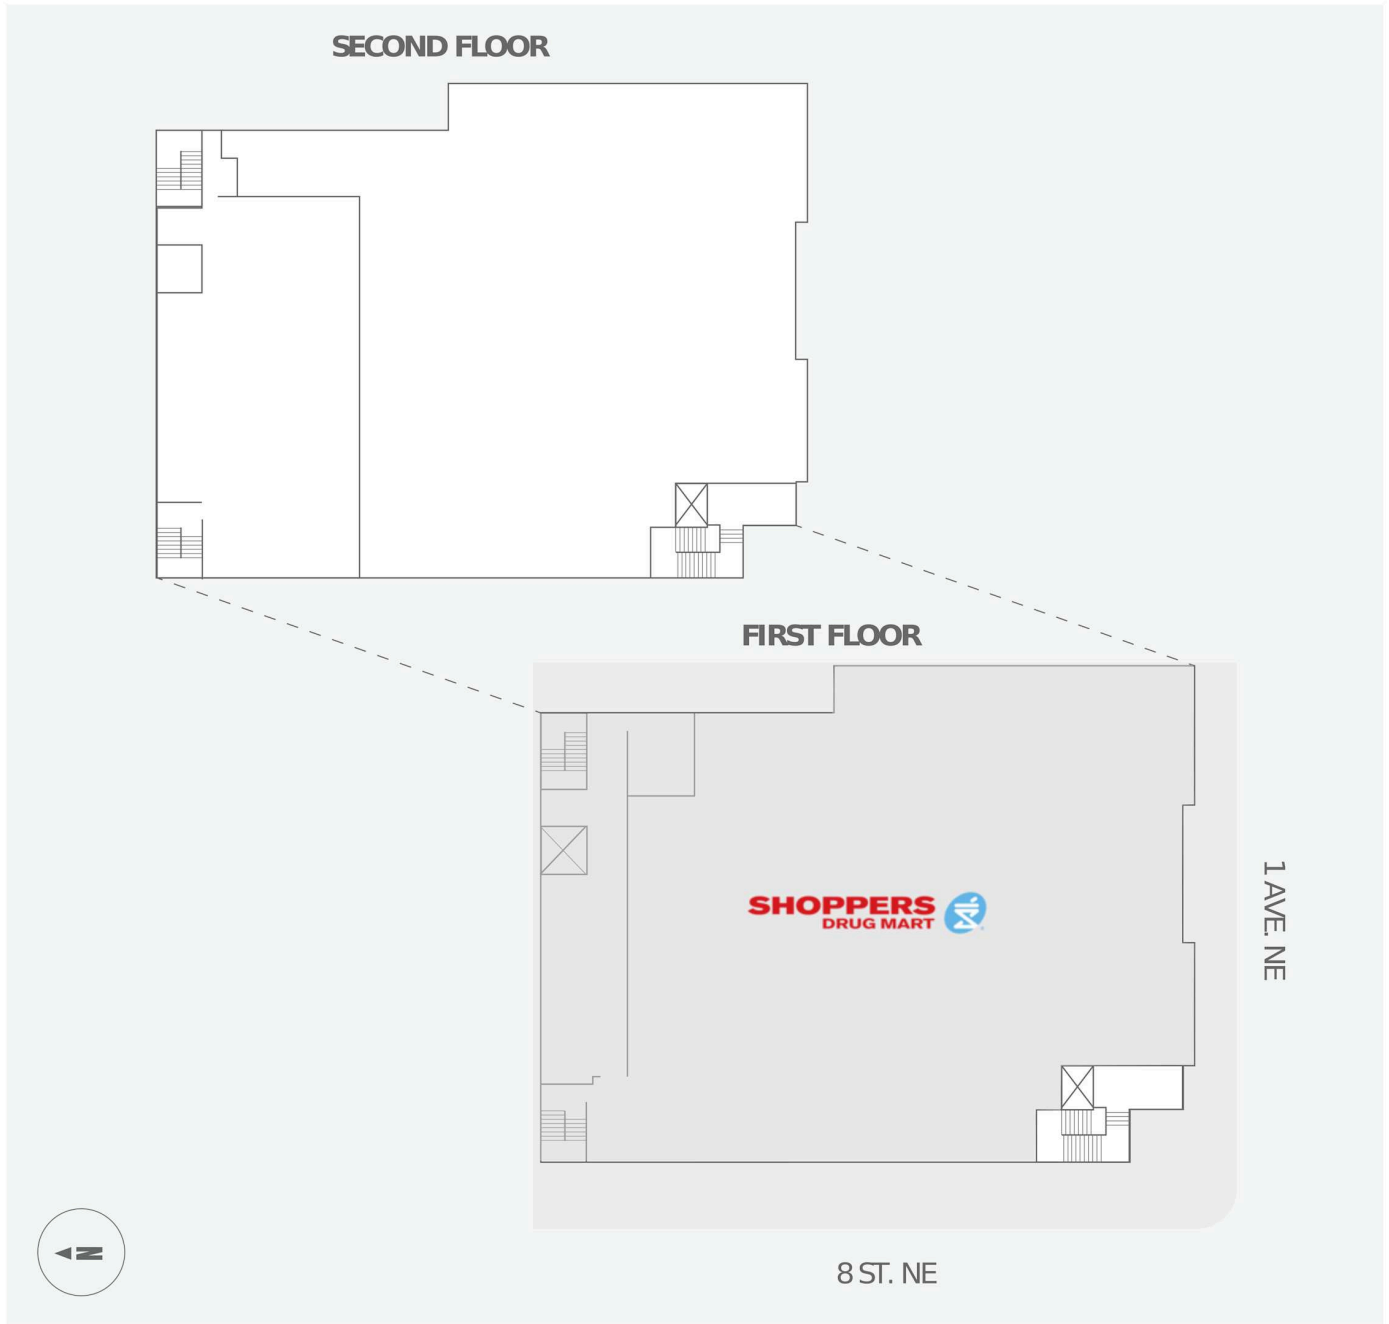 SECOND FLOOR
FIRST FLOOR
SHOPPERS
DRUG MART
1 AVE. NE
N
8 ST. NE